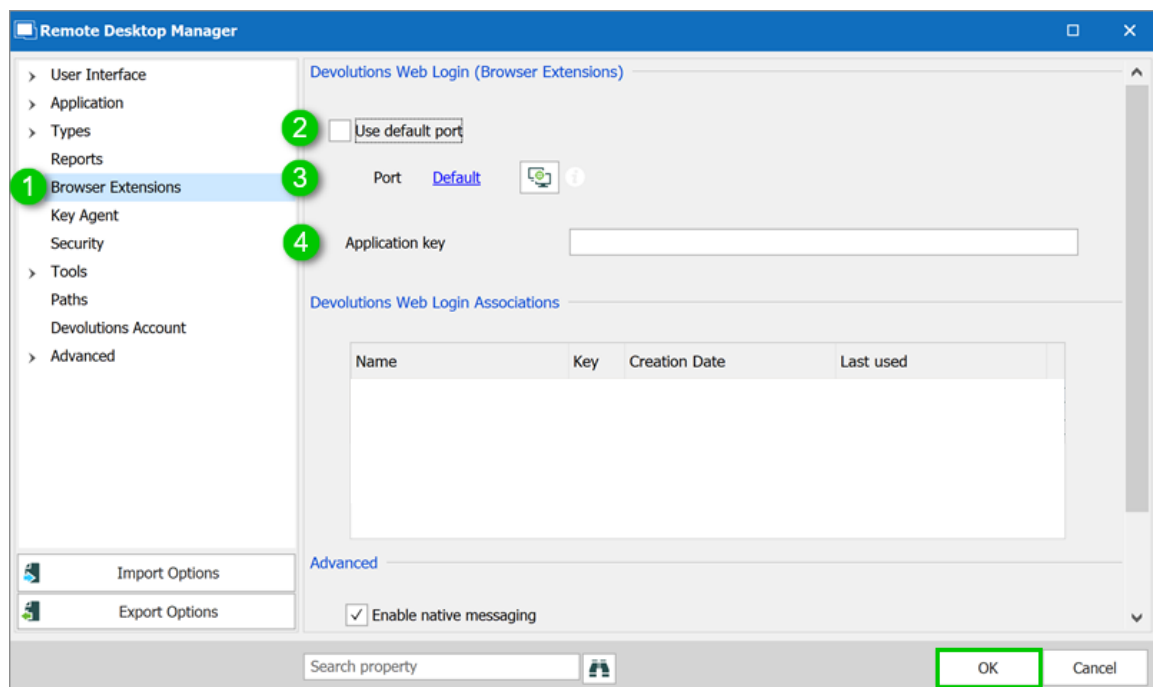 Remote Desktop Manager
User Interface
Application
Types
Reports
1 Browser Extensions
Key Agent
Security
Tools
Paths
Devolutions Account
Advanced
Import Options
Export Options
Devolutions Web Login (Browser Extensions)
2 Use default port
3 Port Default
4 Application key
Devolutions Web Login Associations
Name Key Creation Date Last used
Advanced
Enable native messaging
Search property
OK Cancel